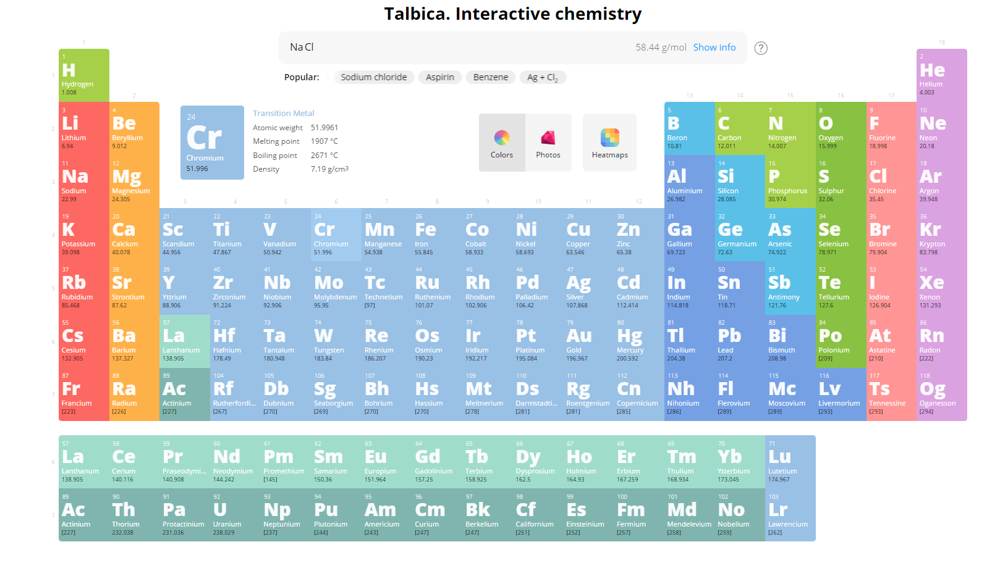 Talbica. Interactive chemistry
NaCl 58.44 g/mol Show info ?
Popular: Sodium chloride Aspirin Benzene Ag + Cl2
1 18
1
1 H Hydrogen 1.008
2 He Helium 4.003
2 13 14 15 16 17
2
3 Li Lithium 6.94
4 Be Beryllium 9.012
24 Cr Chromium 51.996
Transition Metal
Atomic weight 51.9961
Melting point 1907 °C
Boiling point 2671 °C
Density 7.19 g/cm3
Colors Photos Heatmaps
5 B Boron 10.81
6 C Carbon 12.011
7 N Nitrogen 14.007
8 O Oxygen 15.999
9 F Fluorine 18.998
10 Ne Neon 20.18
3
11 Na Sodium 22.99
12 Mg Magnesium 24.305
13 Al Aluminium 26.982
14 Si Silicon 28.085
15 P Phosphorus 30.974
16 S Sulphur 32.06
17 Cl Chlorine 35.45
18 Ar Argon 39.948
3 4 5 6 7 8 9 10 11 12
4
19 K Potassium 39.098
20 Ca Calcium 40.078
21 Sc Scandium 44.956
22 Ti Titanium 47.867
23 V Vanadium 50.942
24 Cr Chromium 51.996
25 Mn Manganese 54.938
26 Fe Iron 55.845
27 Co Cobalt 58.933
28 Ni Nickel 58.693
29 Cu Copper 63.546
30 Zn Zinc 65.38
31 Ga Gallium 69.723
32 Ge Germanium 72.63
33 As Arsenic 74.922
34 Se Selenium 78.971
35 Br Bromine 79.904
36 Kr Krypton 83.798
5
37 Rb Rubidium 85.468
38 Sr Strontium 87.62
39 Y Yttrium 88.906
40 Zr Zirconium 91.224
41 Nb Niobium 92.906
42 Mo Molybdenum 95.95
43 Tc Technetium [97]
44 Ru Ruthenium 101.07
45 Rh Rhodium 102.906
46 Pd Palladium 106.42
47 Ag Silver 107.868
48 Cd Cadmium 112.414
49 In Indium 114.818
50 Sn Tin 118.71
51 Sb Antimony 121.76
52 Te Tellurium 127.6
53 I Iodine 126.904
54 Xe Xenon 131.293
6
55 Cs Cesium 132.905
56 Ba Barium 137.327
57 La Lanthanum 138.905
72 Hf Hafnium 178.49
73 Ta Tantalum 180.948
74 W Tungsten 183.84
75 Re Rhenium 186.207
76 Os Osmium 190.23
77 Ir Iridium 192.217
78 Pt Platinum 195.084
79 Au Gold 196.967
80 Hg Mercury 200.592
81 Tl Thallium 204.38
82 Pb Lead 207.2
83 Bi Bismuth 208.98
84 Po Polonium [209]
85 At Astatine [210]
86 Rn Radon [222]
7
87 Fr Francium [223]
88 Ra Radium [226]
89 Ac Actinium [227]
104 Rf Rutherfordi... [267]
105 Db Dubnium [270]
106 Sg Seaborgium [269]
107 Bh Bohrium [270]
108 Hs Hassium [270]
109 Mt Meitnerium [278]
110 Ds Darmstadti... [281]
111 Rg Roentgenium [281]
112 Cn Copernicium [285]
113 Nh Nihonium [286]
114 Fl Flerovium [289]
115 Mc Moscovium [289]
116 Lv Livermorium [293]
117 Ts Tennessine [293]
118 Og Oganesson [294]
6
57 La Lanthanum 138.905
58 Ce Cerium 140.116
59 Pr Praseodymi... 140.908
60 Nd Neodymium 144.242
61 Pm Promethium [145]
62 Sm Samarium 150.36
63 Eu Europium 151.964
64 Gd Gadolinium 157.25
65 Tb Terbium 158.925
66 Dy Dysprosium 162.5
67 Ho Holmium 164.93
68 Er Erbium 167.259
69 Tm Thulium 168.934
70 Yb Ytterbium 173.045
71 Lu Lutetium 174.967
7
89 Ac Actinium [227]
90 Th Thorium 232.038
91 Pa Protactinium 231.036
92 U Uranium 238.029
93 Np Neptunium [237]
94 Pu Plutonium [244]
95 Am Americium [243]
96 Cm Curium [247]
97 Bk Berkelium [247]
98 Cf Californium [251]
99 Es Einsteinium [252]
100 Fm Fermium [257]
101 Md Mendelevium [258]
102 No Nobelium [259]
103 Lr Lawrencium [262]